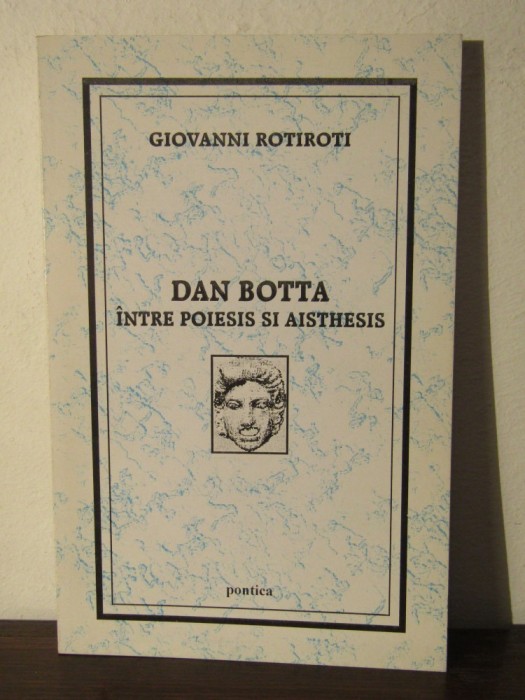 GIOVANNI ROTIROTI
DAN BOTTA
ÎNTRE POIESIS SI AISTHESIS
pontica